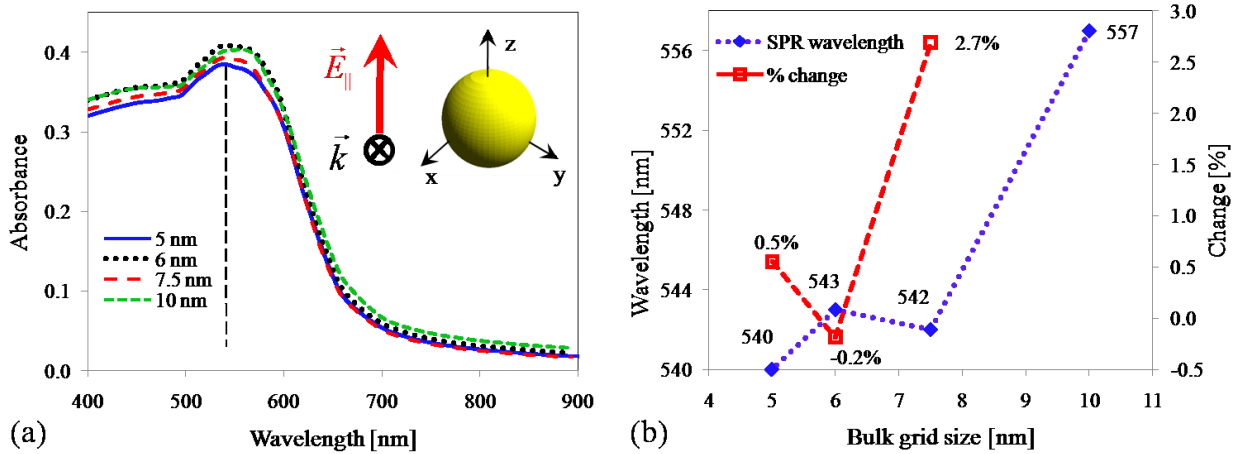 0.4
0.3
0.2
0.1
0.0
Absorbance
400 500 600 700 800 900
Wavelength [nm]
5 nm
6 nm
7.5 nm
10 nm
E||
k
z
x
y
(a)
556
552
548
544
540
Wavelength [nm]
SPR wavelength
% change
0.5%
-0.2%
2.7%
540
543
542
557
3.0
2.5
2.0
1.5
1.0
0.5
0.0
-0.5
Change [%]
4 5 6 7 8 9 10 11
Bulk grid size [nm]
(b)